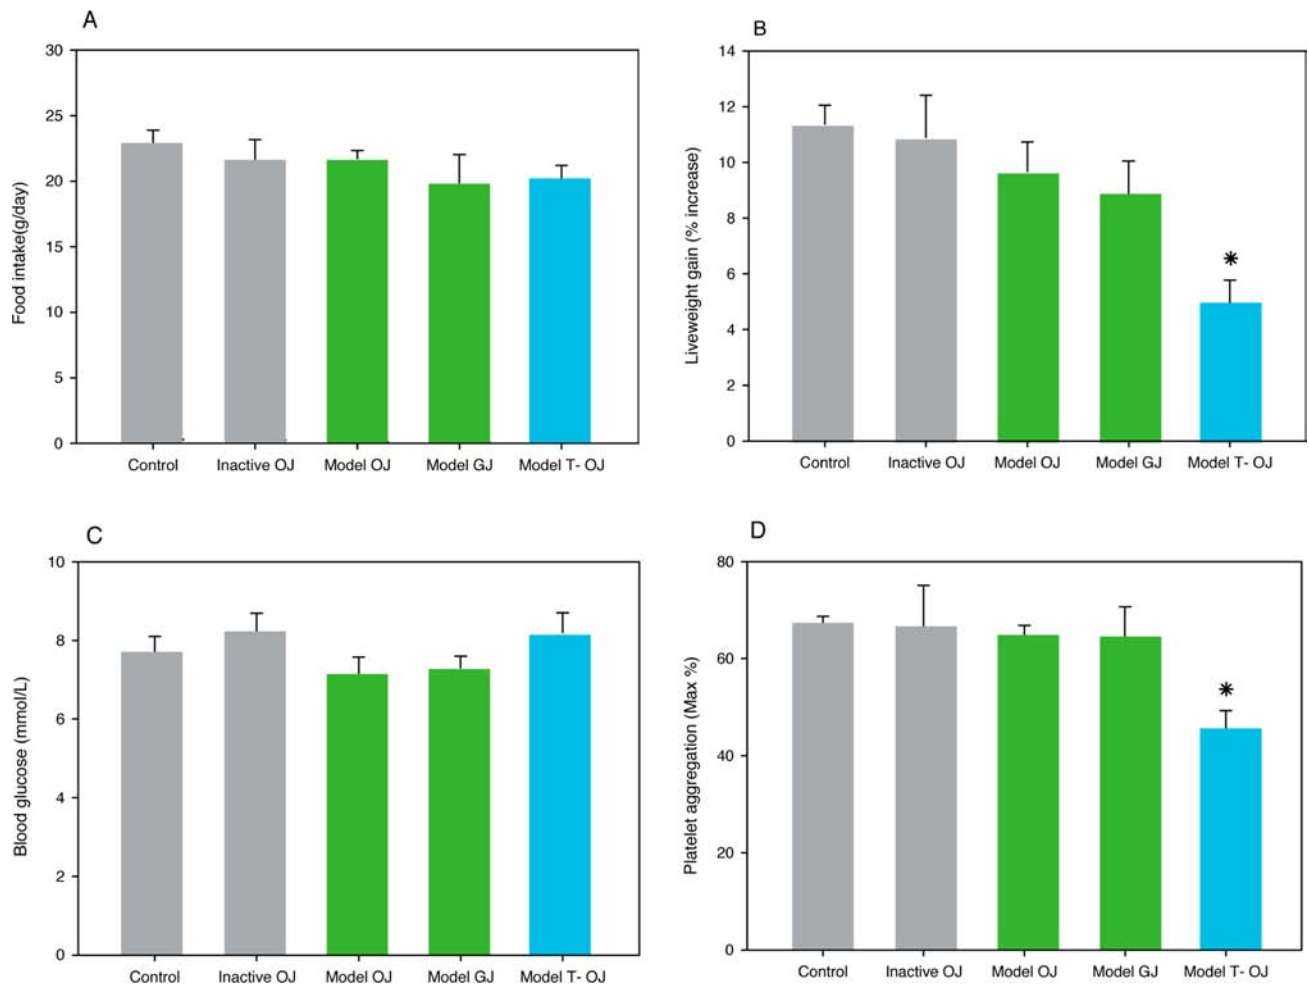 A
30
25
20
15
10
5
0
Food intake(g/day)
Control Inactive OJ Model OJ Model GJ Model T- OJ
B
14
12
10
8
6
4
2
0
Liveweight gain (% increase)
*
Control Inactive OJ Model OJ Model GJ Model T- OJ
C
10
8
6
4
2
0
Blood glucose (mmol/L)
Control Inactive OJ Model OJ Model GJ Model T- OJ
D
80
60
40
20
0
Platelet aggregation (Max %)
*
Control Inactive OJ Model OJ Model GJ Model T- OJ